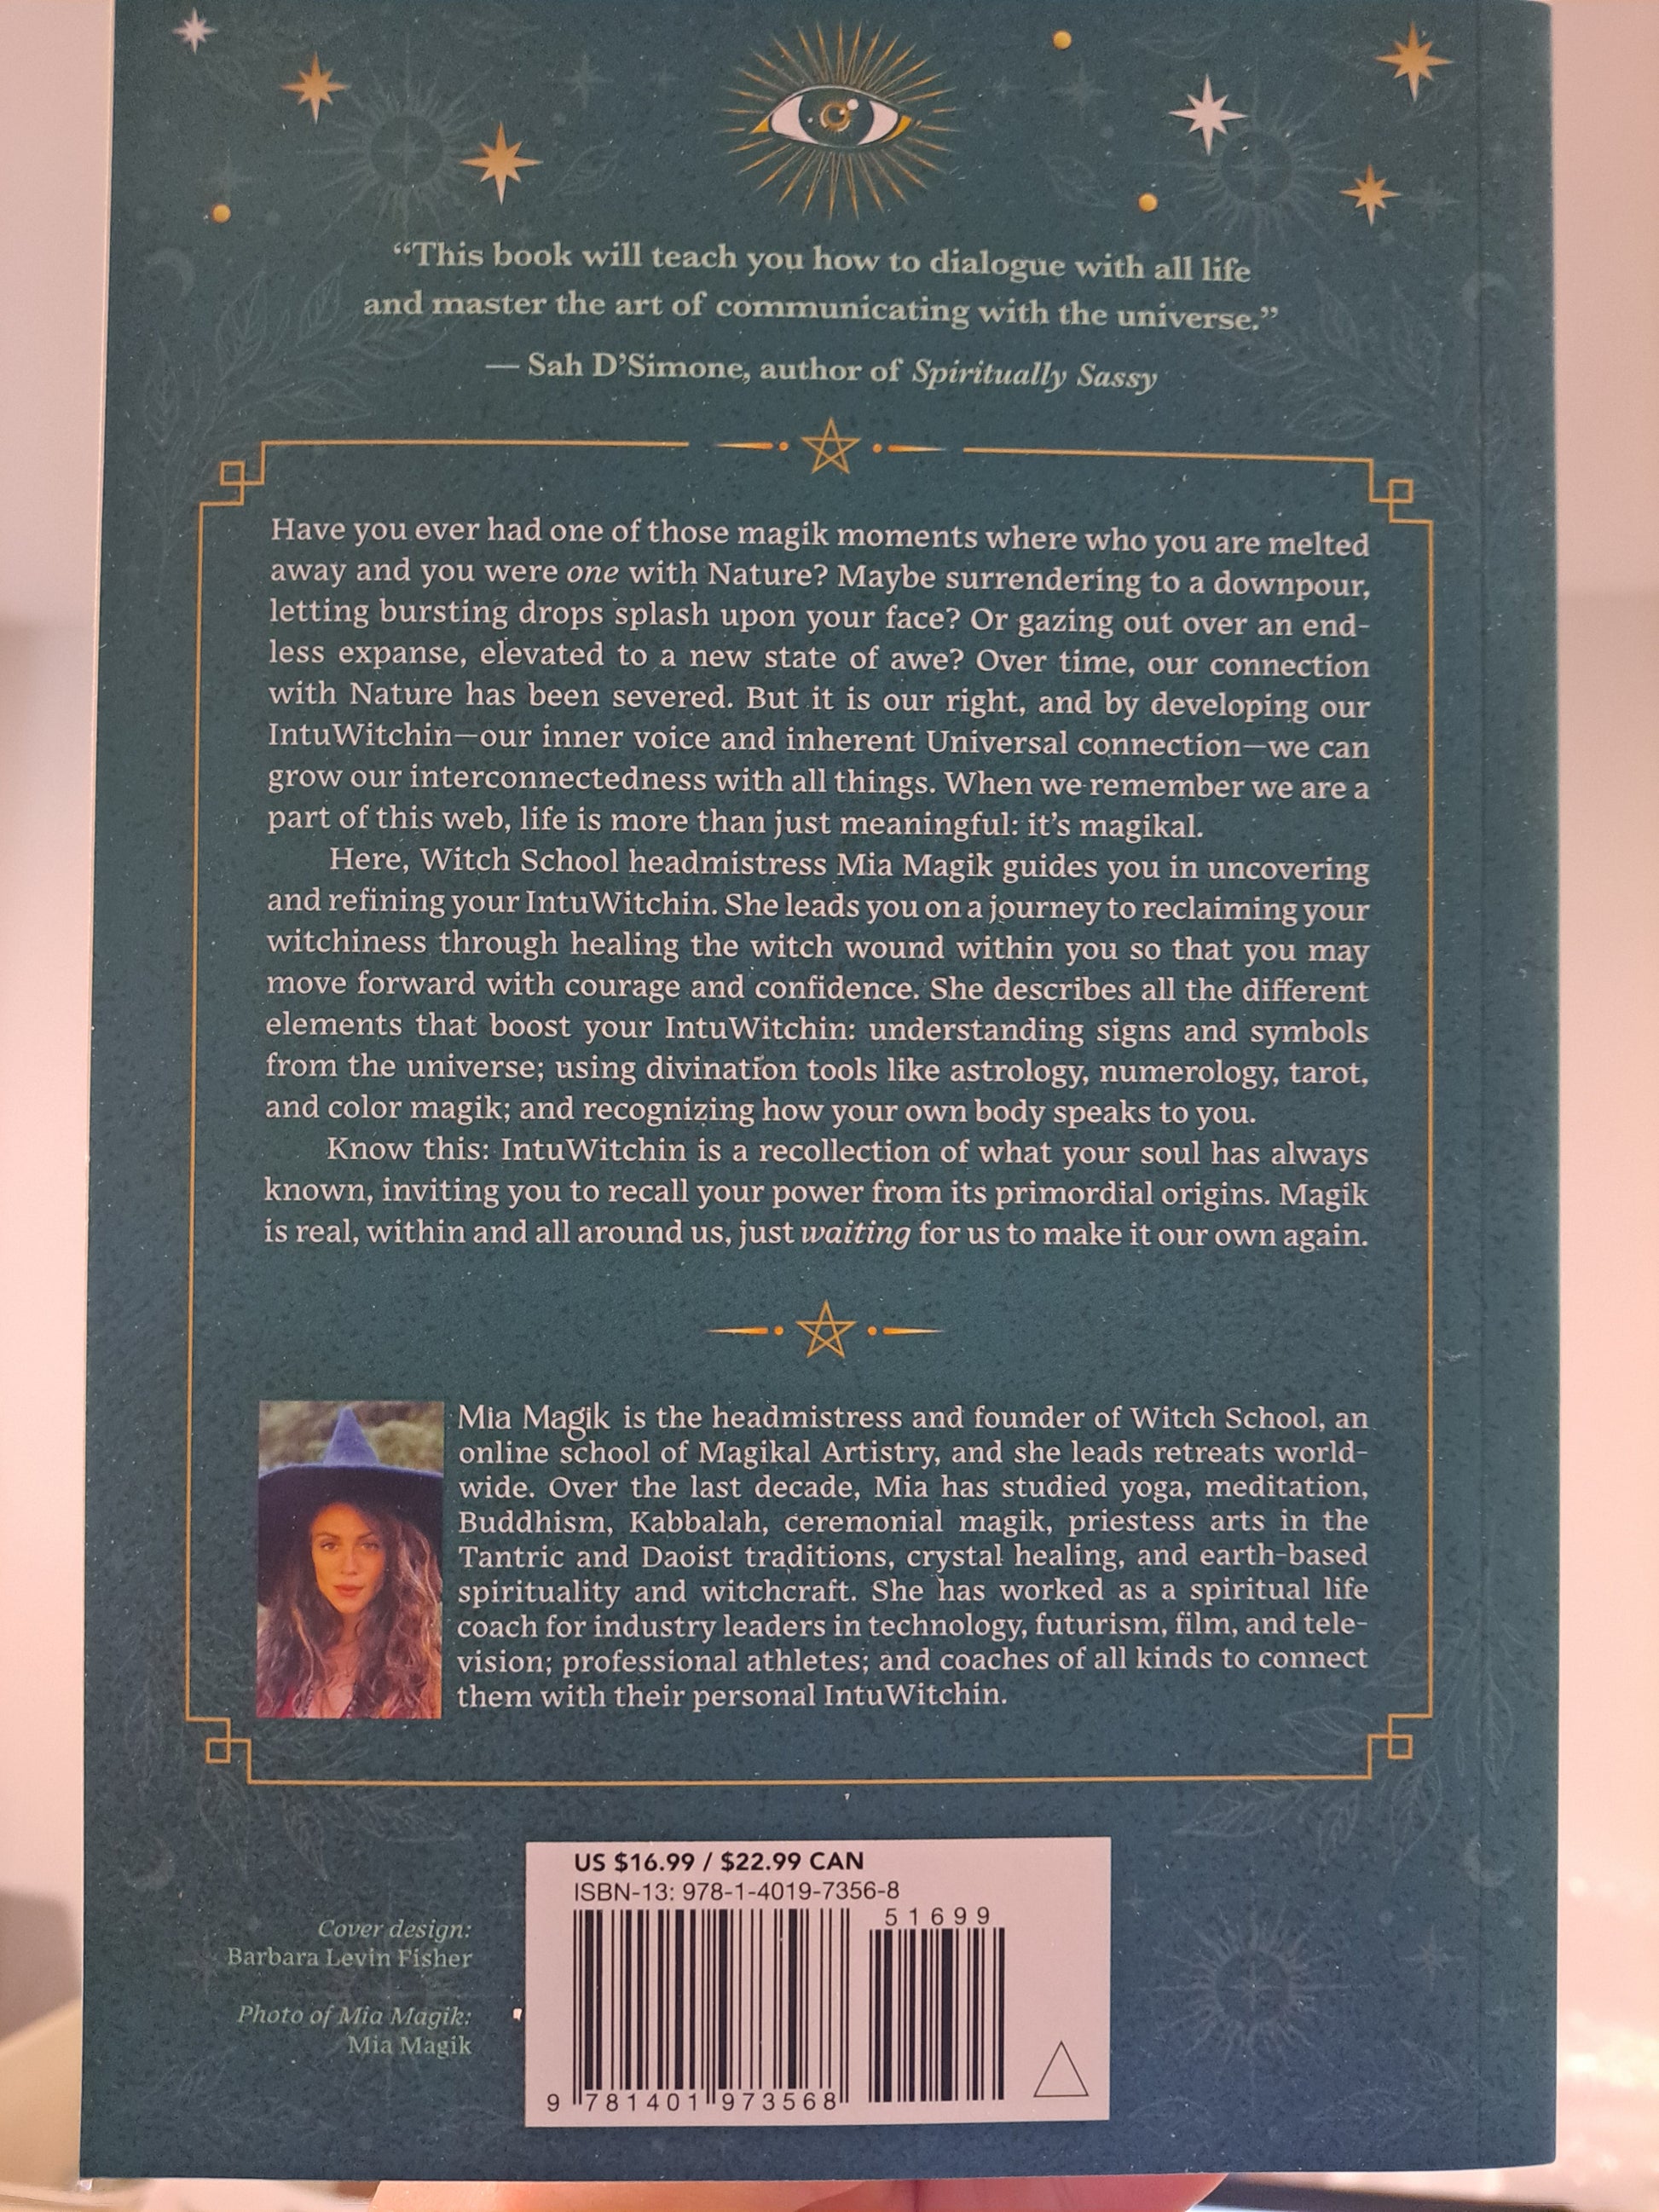 “This book will teach you how to dialogue with all life
and master the art of communicating with the universe.”
— Sah D’Simone, author of Spiritually Sassy
Have you ever had one of those magik moments where who you are melted
away and you were one with Nature? Maybe surrendering to a downpour,
letting bursting drops splash upon your face? Or gazing out over an end-
less expanse, elevated to a new state of awe? Over time, our connection
with Nature has been severed. But it is our right, and by developing our
IntuWitchin—our inner voice and inherent Universal connection—we can
grow our interconnectedness with all things. When we remember we are a
part of this web, life is more than just meaningful: it’s magikal.
Here, Witch School headmistress Mia Magik guides you in uncovering
and refining your IntuWitchin. She leads you on a journey to reclaiming your
witchiness through healing the witch wound within you so that you may
move forward with courage and confidence. She describes all the different
elements that boost your IntuWitchin: understanding signs and symbols
from the universe; using divination tools like astrology, numerology, tarot,
and color magik; and recognizing how your own body speaks to you.
Know this: IntuWitchin is a recollection of what your soul has always
known, inviting you to recall your power from its primordial origins. Magik
is real, within and all around us, just waiting for us to make it our own again.
Mia Magik is the headmistress and founder of Witch School, an
online school of Magikal Artistry, and she leads retreats world-
wide. Over the last decade, Mia has studied yoga, meditation,
Buddhism, Kabbalah, ceremonial magik, priestess arts in the
Tantric and Daoist traditions, crystal healing, and earth-based
spirituality and witchcraft. She has worked as a spiritual life
coach for industry leaders in technology, futurism, film, and tele-
vision; professional athletes; and coaches of all kinds to connect
them with their personal IntuWitchin.
Cover design:
Barbara Levin Fisher
Photo of Mia Magik:
Mia Magik
US $16.99 / $22.99 CAN
ISBN-13: 978-1-4019-7356-8
51699
9 781401 973568